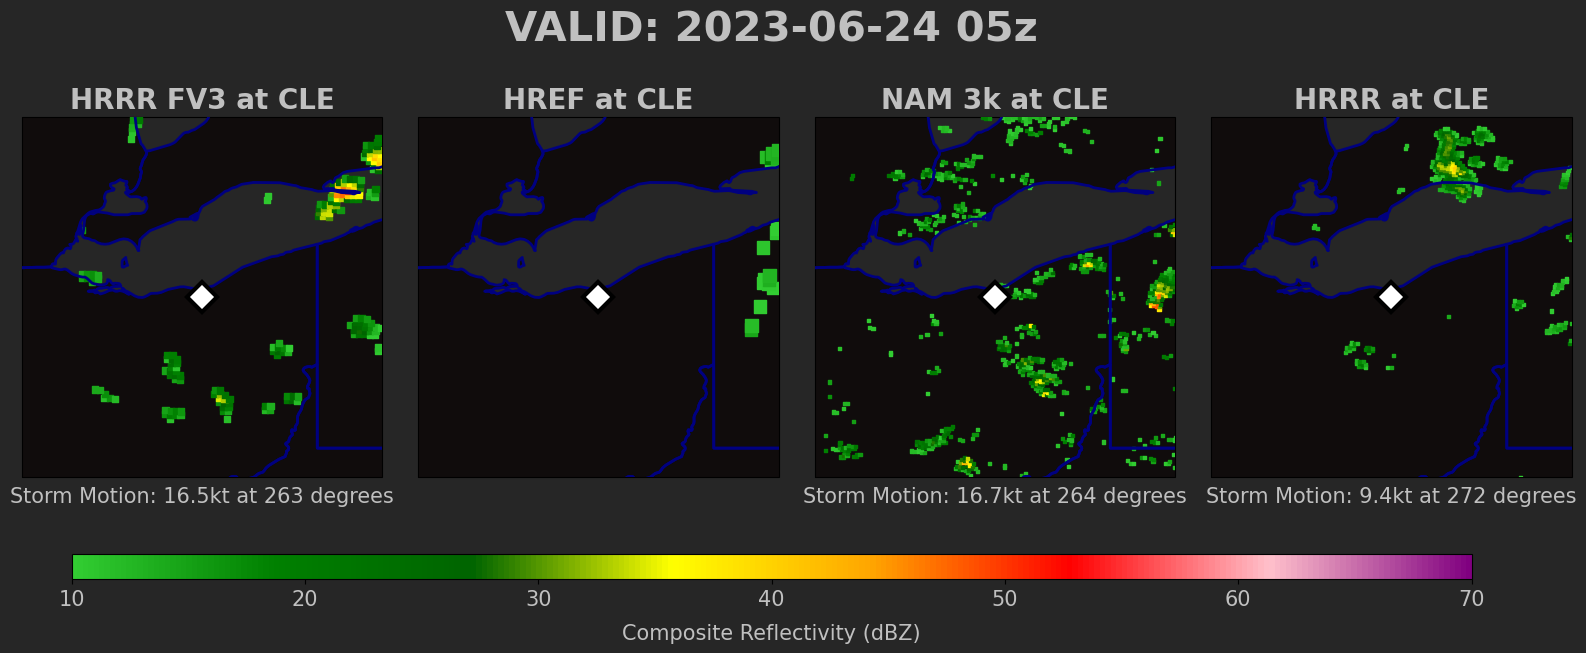 VALID: 2023-06-24 05z
HRRR FV3 at CLE
HREF at CLE
NAM 3k at CLE
HRRR at CLE
Storm Motion: 16.5kt at 263 degrees
Storm Motion: 16.7kt at 264 degrees
Storm Motion: 9.4kt at 272 degrees
10 20 30 40 50 60 70
Composite Reflectivity (dBZ)